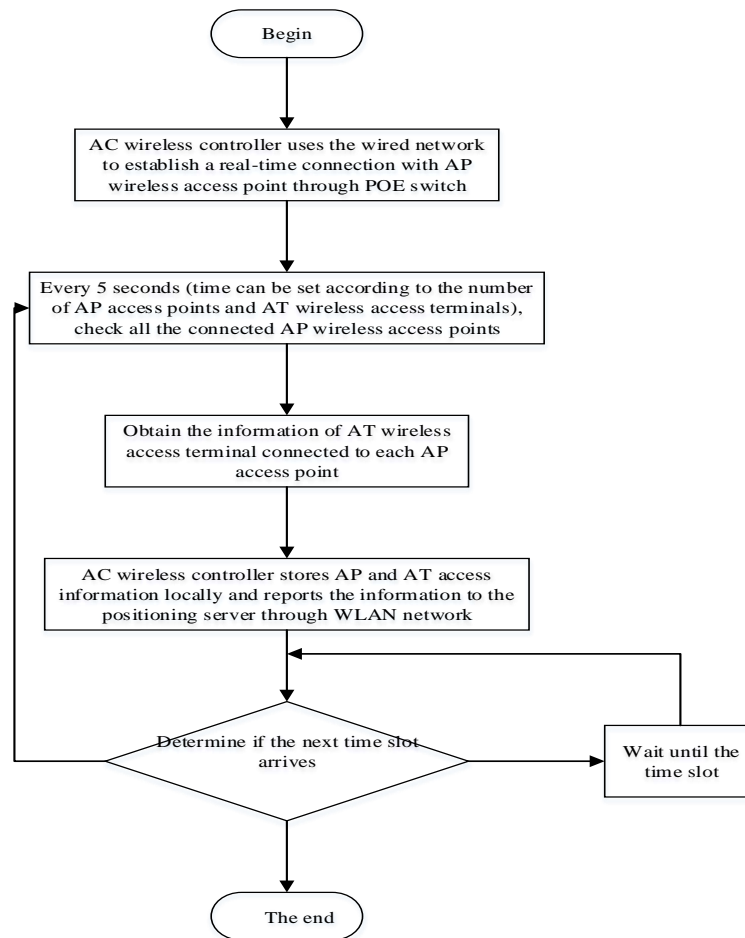 Begin
AC wireless controller uses the wired network
to establish a real-time connection with AP
wireless access point through POE switch
Every 5 seconds (time can be set according to the number
of AP access points and AT wireless access terminals),
check all the connected AP wireless access points
Obtain the information of AT wireless
access terminal connected to each AP
access point
AC wireless controller stores AP and AT access
information locally and reports the information to the
positioning server through WLAN network
Determine if the next time slot
arrives
Wait until the
time slot
The end